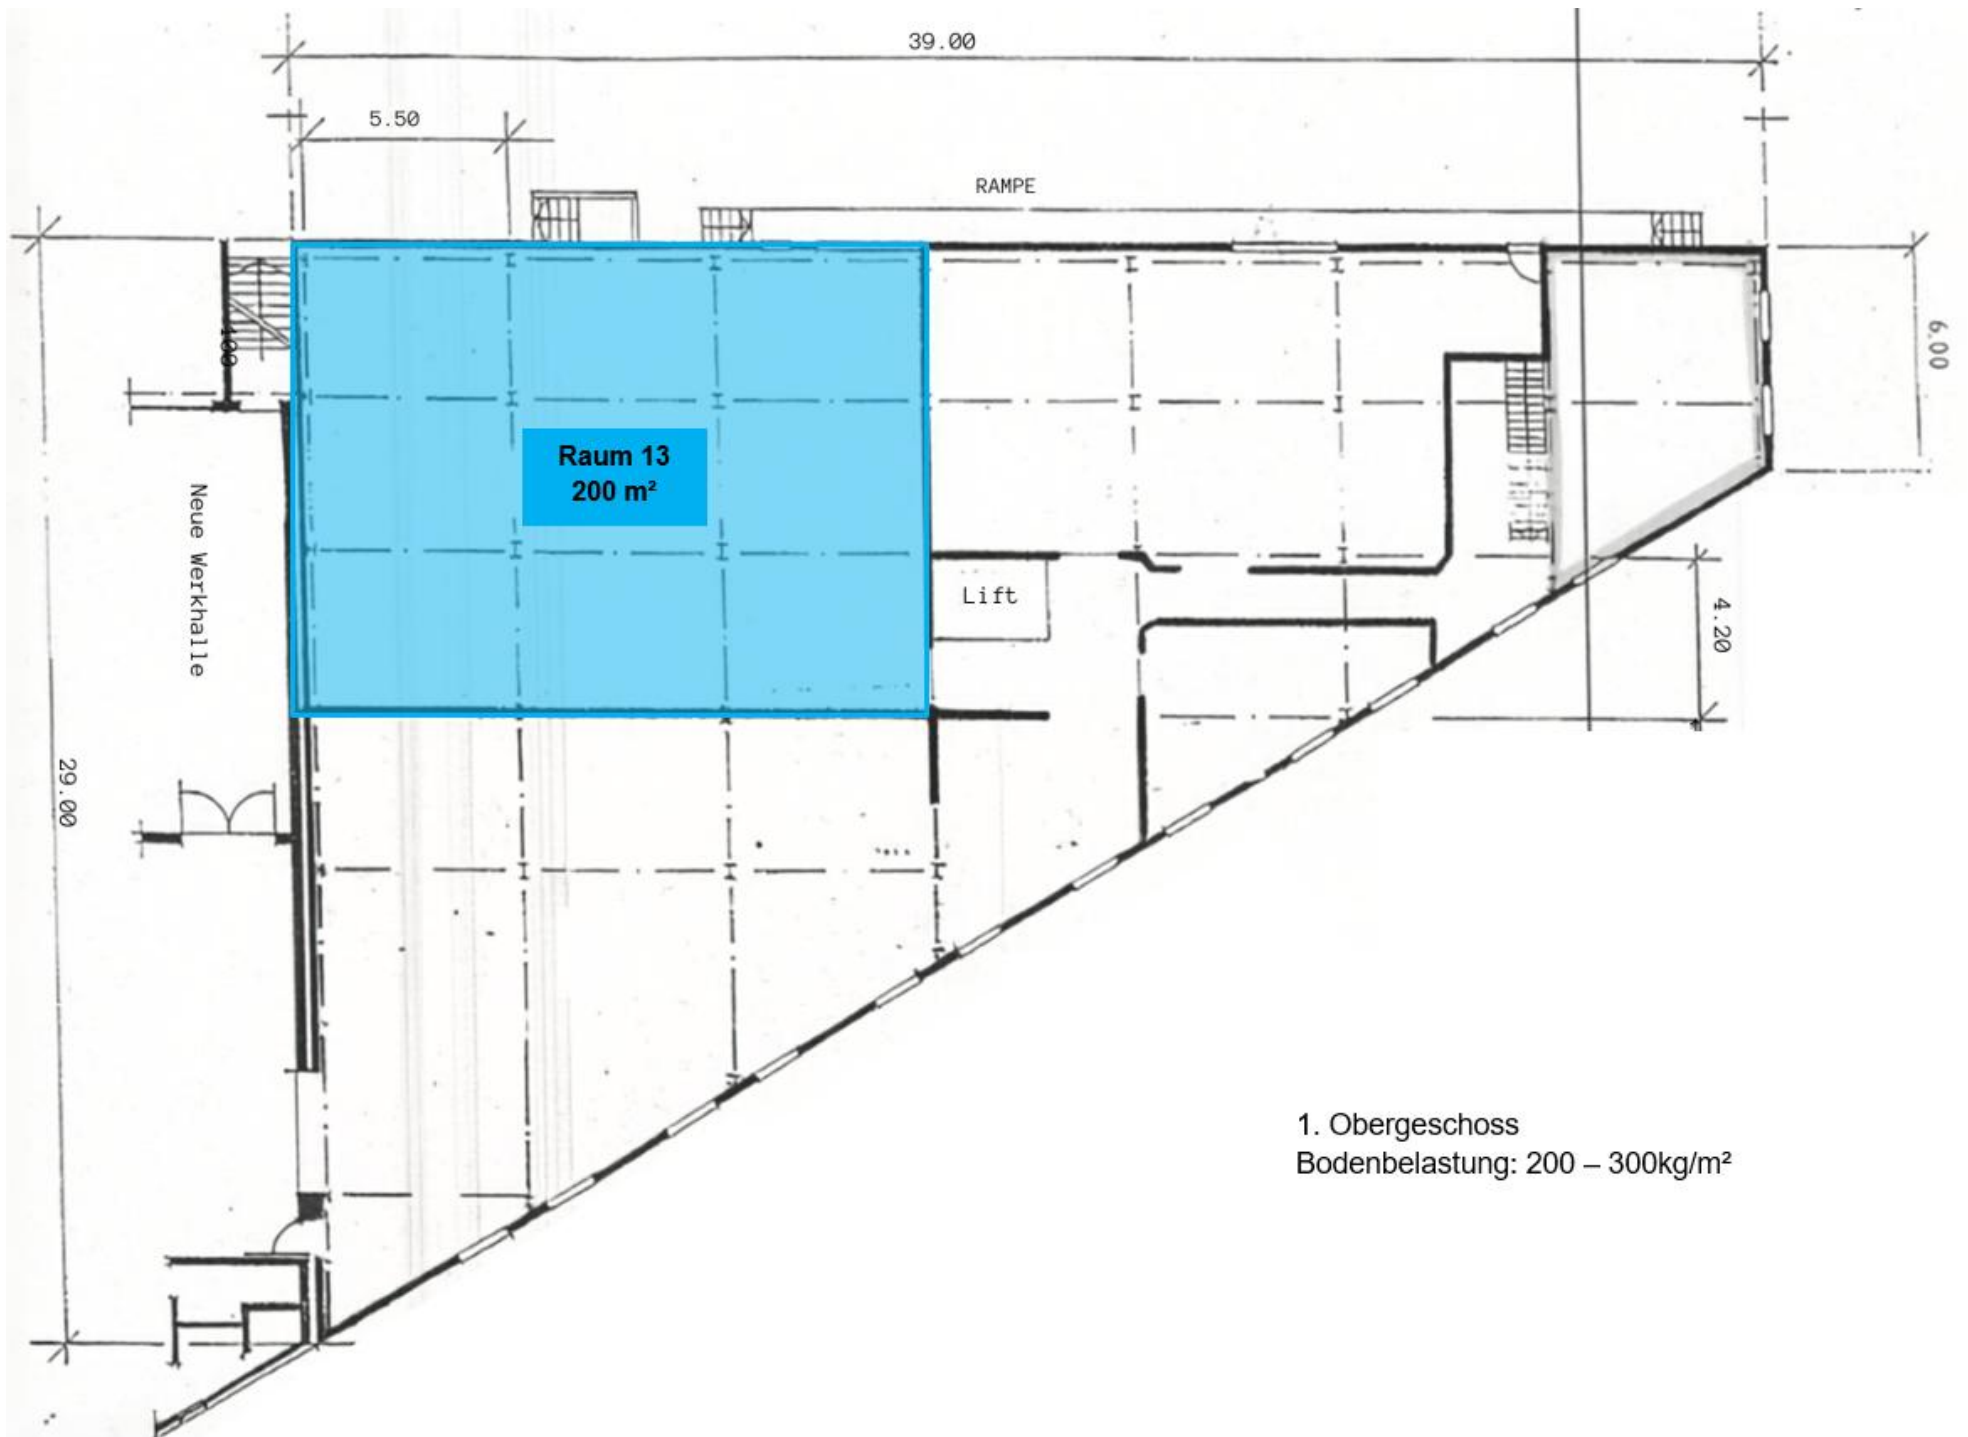 39.00
5.50
RAMPE
6.00
400
Raum 13
200 m²
Neue Werkhalle
Lift
4.20
29.00
1. Obergeschoss
Bodenbelastung: 200 – 300kg/m²